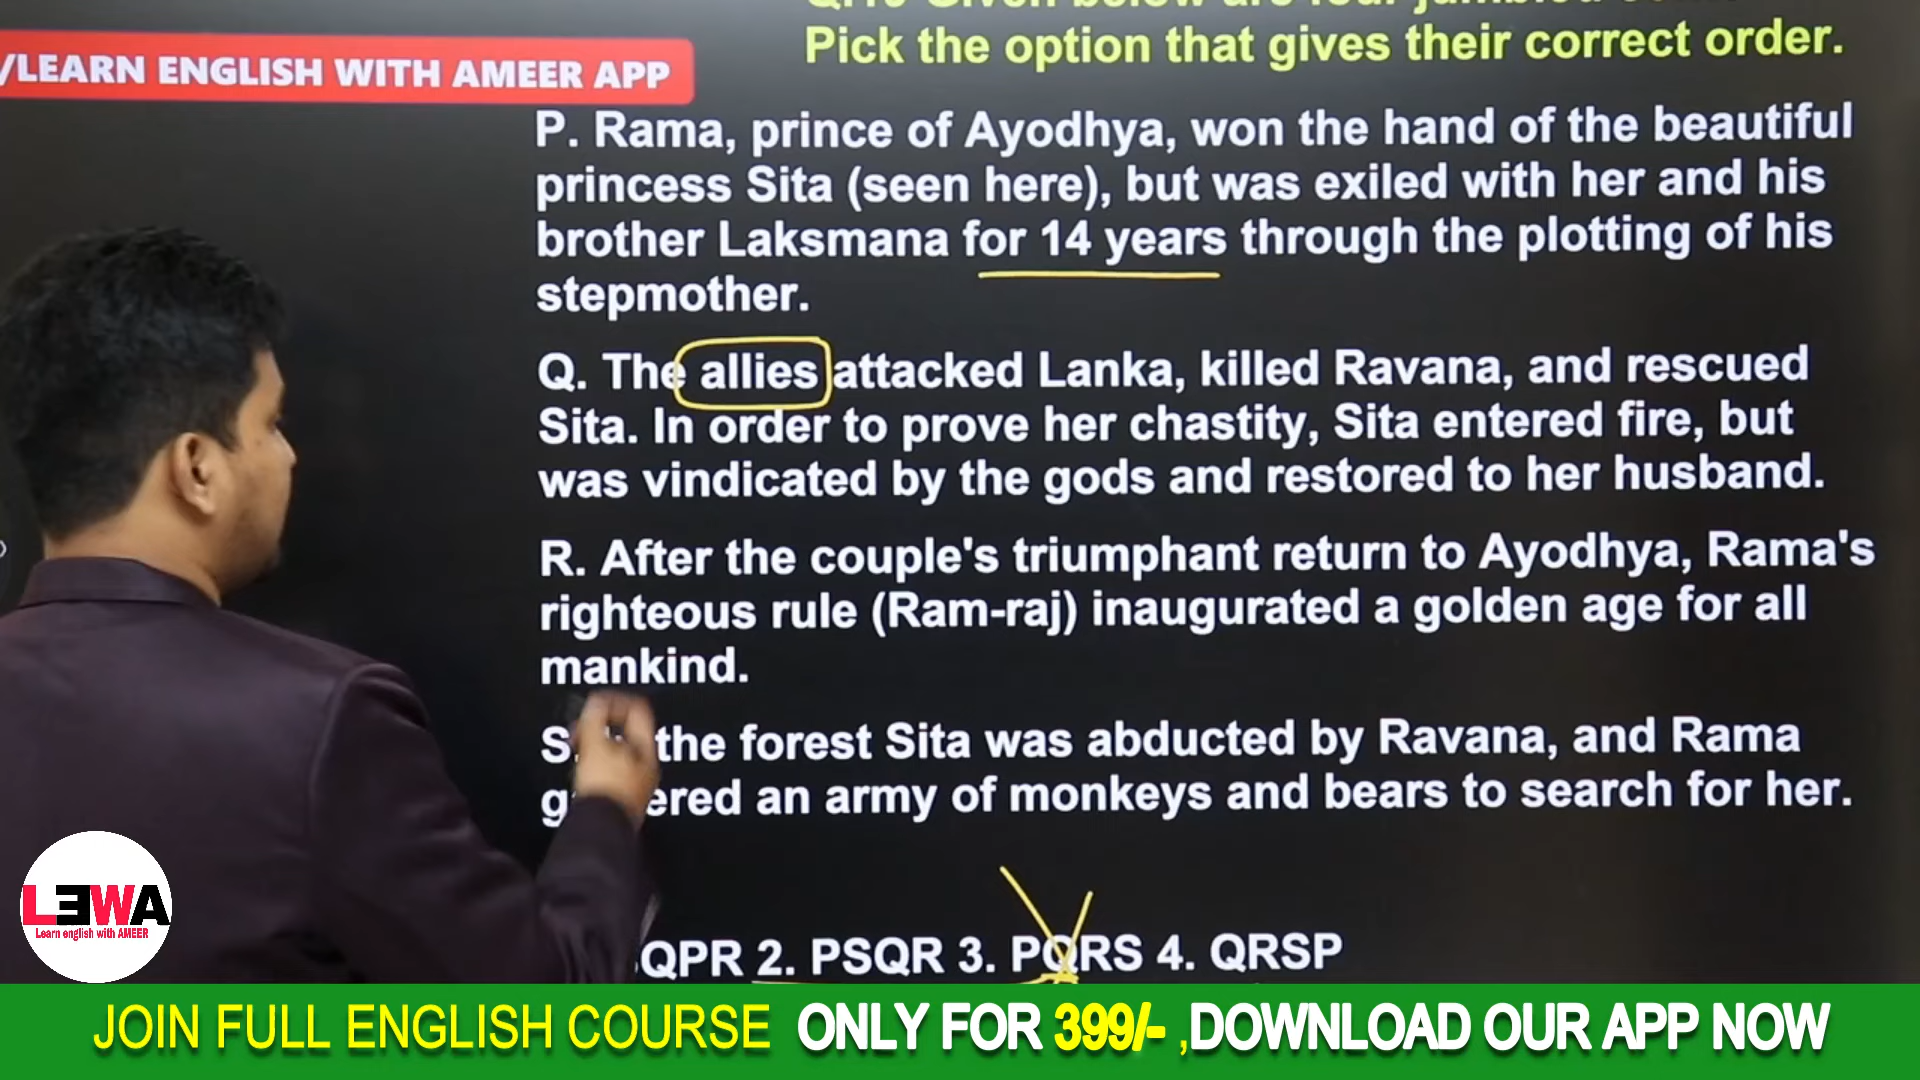 Pick the option that gives their correct order.
/LEARN ENGLISH WITH AMEER APP
P. Rama, prince of Ayodhya, won the hand of the beautiful
princess Sita (seen here), but was exiled with her and his
brother Laksmana for 14 years through the plotting of his
stepmother.
Q. The allies attacked Lanka, killed Ravana, and rescued
Sita. In order to prove her chastity, Sita entered fire, but
was vindicated by the gods and restored to her husband.
R. After the couple's triumphant return to Ayodhya, Rama's
righteous rule (Ram-raj) inaugurated a golden age for all
mankind.
S. the forest Sita was abducted by Ravana, and Rama
an army of monkeys and bears to search for her.
QPR 2. PSQR 3. PQRS 4. QRSP
LEWA
Learn english with AMEER
JOIN FULL ENGLISH COURSE ONLY FOR 399/- ,DOWNLOAD OUR APP NOW